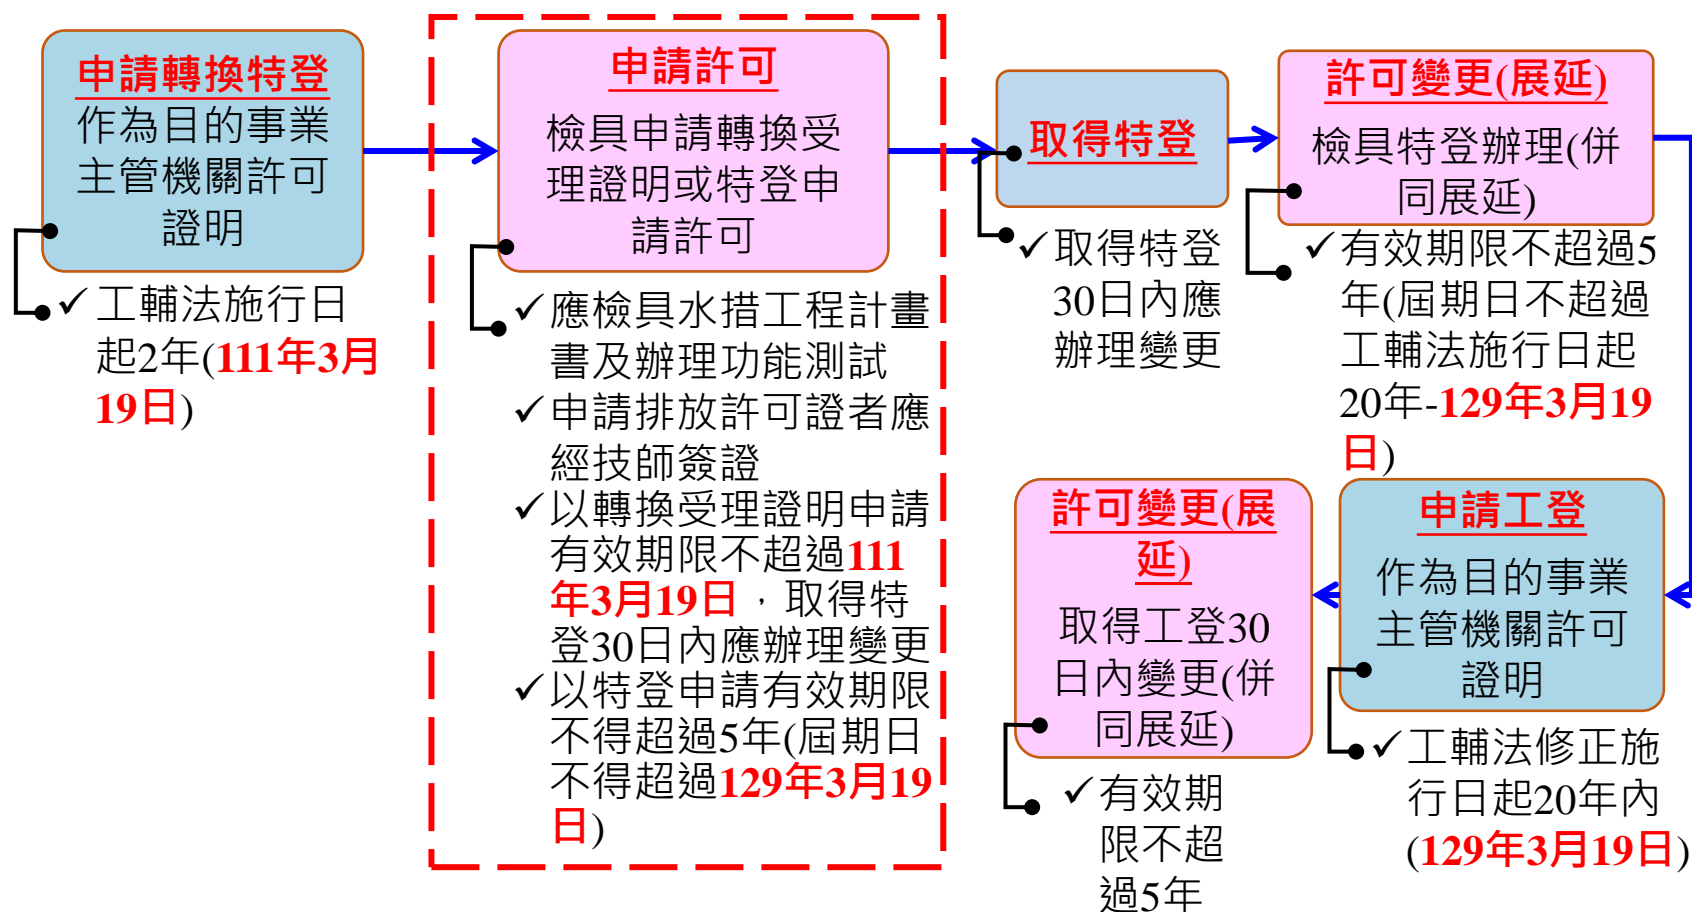 申請轉換特登
作為目的事業
主管機關許可
證明
✓工輔法施行日
起2年(111年3月
19日)
申請許可
檢具申請轉換受
理證明或特登申
請許可
✓應檢具水措工程計畫
書及辦理功能測試
✓申請排放許可證者應
經技師簽證
✓以轉換受理證明申請
有效期限不超過111
年3月19日，取得特
登30日內應辦理變更
✓以特登申請有效期限
不得超過5年(屆期日
不得超過129年3月19
日)
取得特登
✓取得特登
30日內應
辦理變更
許可變更(展延)
檢具特登辦理(併
同展延)
✓有效期限不超過5
年(屆期日不超過
工輔法施行日起
20年-129年3月19
日)
申請工登
作為目的事業
主管機關許可
證明
✓工輔法修正施
行日起20年內
(129年3月19日)
許可變更(展
延)
取得工登30
日內變更(併
同展延)
✓有效期
限不超
過5年